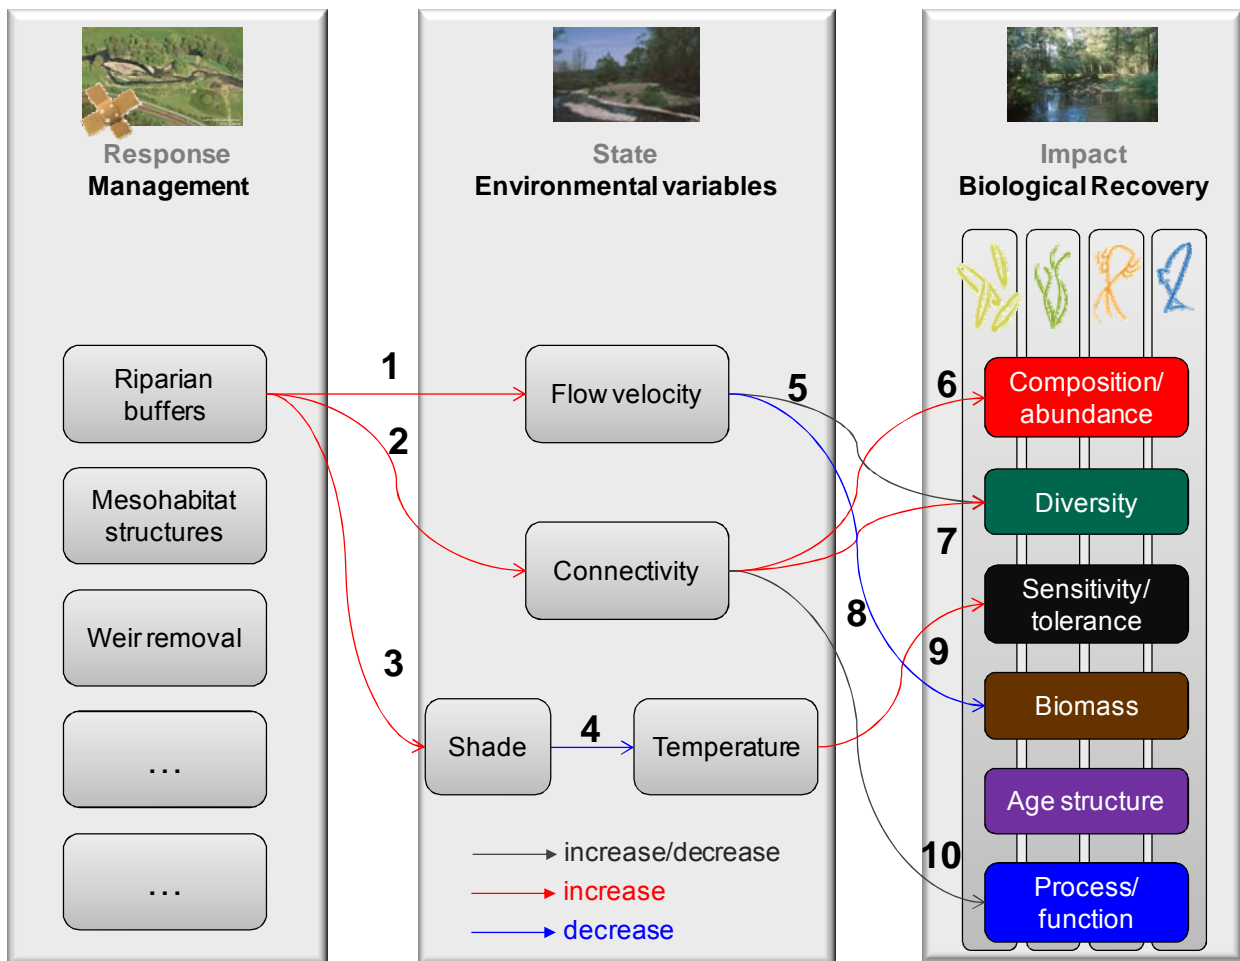 Response
Management
State
Environmental variables
Impact
Biological Recovery
Riparian
buffers
Mesohabitat
structures
Weir removal
...
...
1
2
3
Flow velocity
Connectivity
Shade
4
Temperature
increase/decrease
increase
decrease
5
6
7
8
9
10
Composition/
abundance
Diversity
Sensitivity/
tolerance
Biomass
Age structure
Process/
function